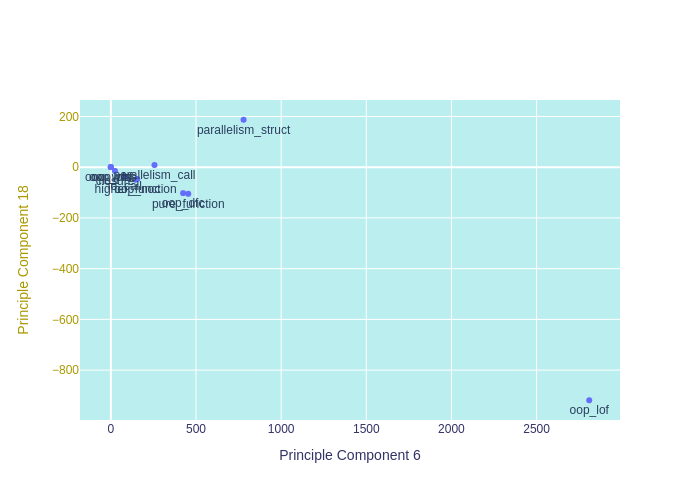 200
parallelism_struct
0
parallelism_call
pure_function
−200
−400
−600
−800
oop_lof
0
500
1000
1500
2000
2500
Principle Component 6
Principle Component 18